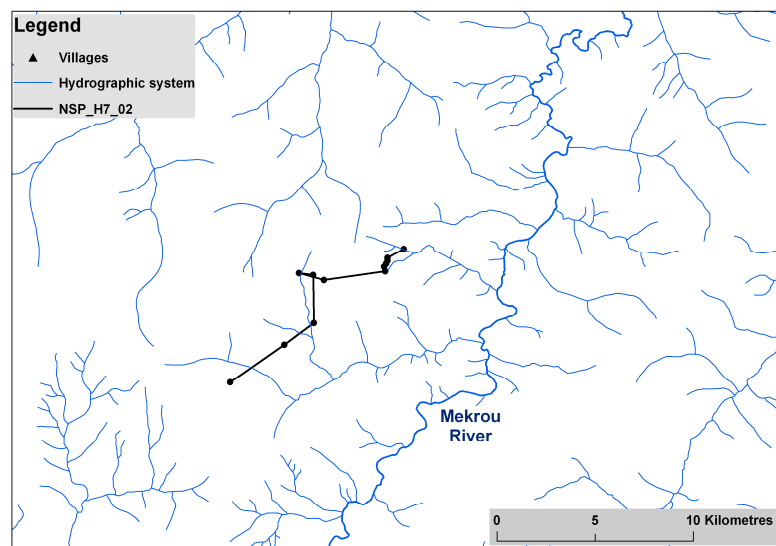 Legend
Villages
Hydrographic system
NSP_H7_02
Mekrou
River
0 5 10 Kilometres